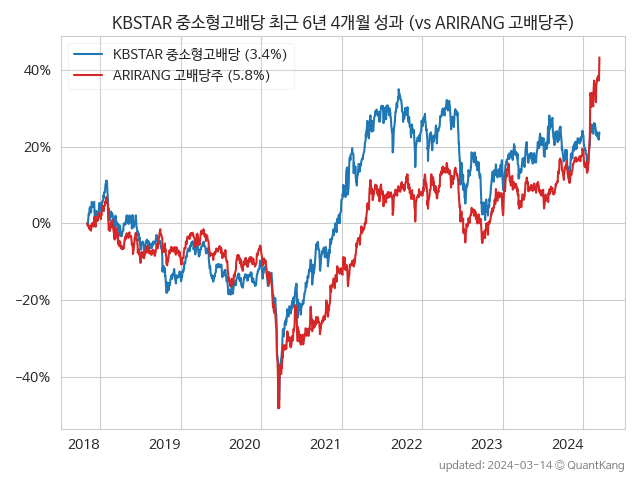 KBSTAR 중소형고배당 최근 6년 4개월 성과 (vs ARIRANG 고배당주)
KBSTAR 중소형고배당 (3.4%)
ARIRANG 고배당주 (5.8%)
40%
20%
0%
−20%
−40%
2018 2019 2020 2021 2022 2023 2024
updated: 2024-03-14 ⓒ QuantKang